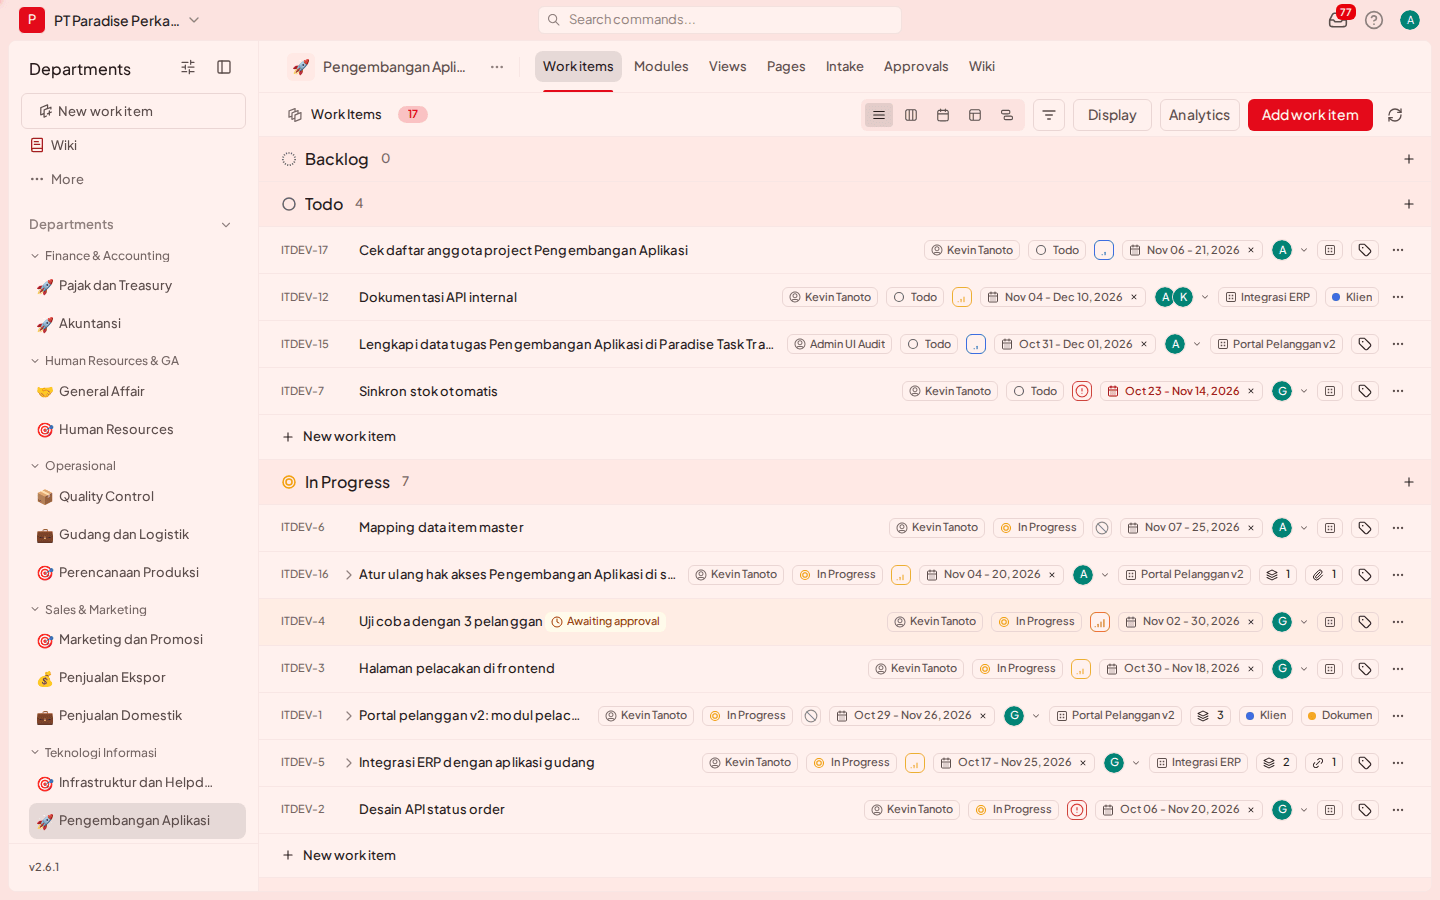 P PT Paradise Perka... Search commands... 77 A
Departments
New work item
Wiki
More
Departments
Finance & Accounting
Pajak dan Treasury
Akuntansi
Human Resources & GA
General Affair
Human Resources
Operasional
Quality Control
Gudang dan Logistik
Perencanaan Produksi
Sales & Marketing
Marketing dan Promosi
Penjualan Ekspor
Penjualan Domestik
Teknologi Informasi
Infrastruktur dan Helpd...
Pengembangan Aplikasi
v2.6.1
Pengembangan Apli... Work items Modules Views Pages Intake Approvals Wiki
Work Items 17 Display Analytics Add work item
Backlog 0
Todo 4
ITDEV-17 Cek daftar anggota project Pengembangan Aplikasi Kevin Tanoto Todo Nov 06 - 21, 2026 A
ITDEV-12 Dokumentasi API internal Kevin Tanoto Todo Nov 04 - Dec 10, 2026 A K Integrasi ERP Klien
ITDEV-15 Lengkapi data tugas Pengembangan Aplikasi di Paradise Task Tra... Admin UI Audit Todo Oct 31 - Dec 01, 2026 A Portal Pelanggan v2
ITDEV-7 Sinkron stok otomatis Kevin Tanoto Todo Oct 23 - Nov 14, 2026 G
New work item
In Progress 7
ITDEV-6 Mapping data item master Kevin Tanoto In Progress Nov 07 - 25, 2026 A
ITDEV-16 Atur ulang hak akses Pengembangan Aplikasi di s... Kevin Tanoto In Progress Nov 04 - 20, 2026 A Portal Pelanggan v2 1 1
ITDEV-4 Uji coba dengan 3 pelanggan Awaiting approval Kevin Tanoto In Progress Nov 02 - 30, 2026 G
ITDEV-3 Halaman pelacakan di frontend Kevin Tanoto In Progress Oct 30 - Nov 18, 2026 G
ITDEV-1 Portal pelanggan v2: modul pelac... Kevin Tanoto In Progress Oct 29 - Nov 26, 2026 G Portal Pelanggan v2 3 Klien Dokumen
ITDEV-5 Integrasi ERP dengan aplikasi gudang Kevin Tanoto In Progress Oct 17 - Nov 25, 2026 G Integrasi ERP 2 1
ITDEV-2 Desain API status order Kevin Tanoto In Progress Oct 06 - Nov 20, 2026 G
New work item